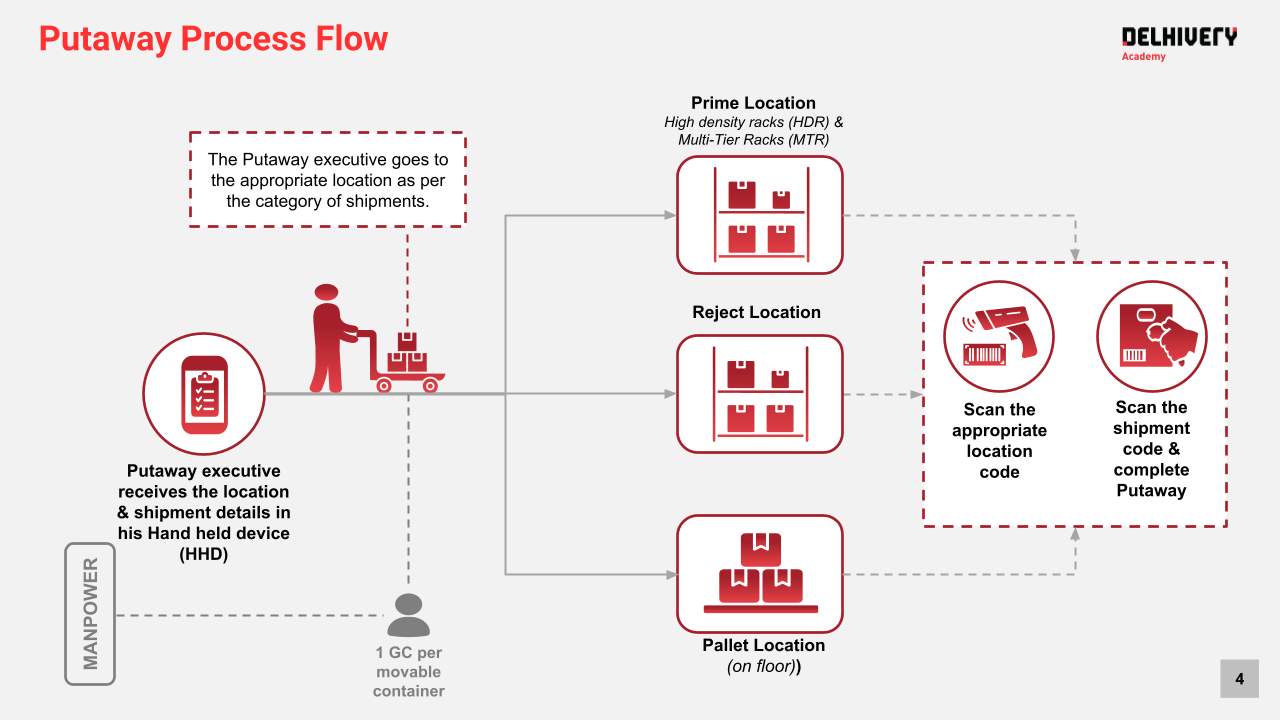 Putaway Process Flow
DELHIVERY
Academy
The Putaway executive goes to
the appropriate location as per
the category of shipments.
Prime Location
High density racks (HDR) &
Multi-Tier Racks (MTR)
Reject Location
Putaway executive
receives the location
& shipment details in
his Hand held device
(HHD)
Scan the
appropriate
location
code
Scan the
shipment
code &
complete
Putaway
MANPOWER
1 GC per
movable
container
Pallet Location
(on floor))
4